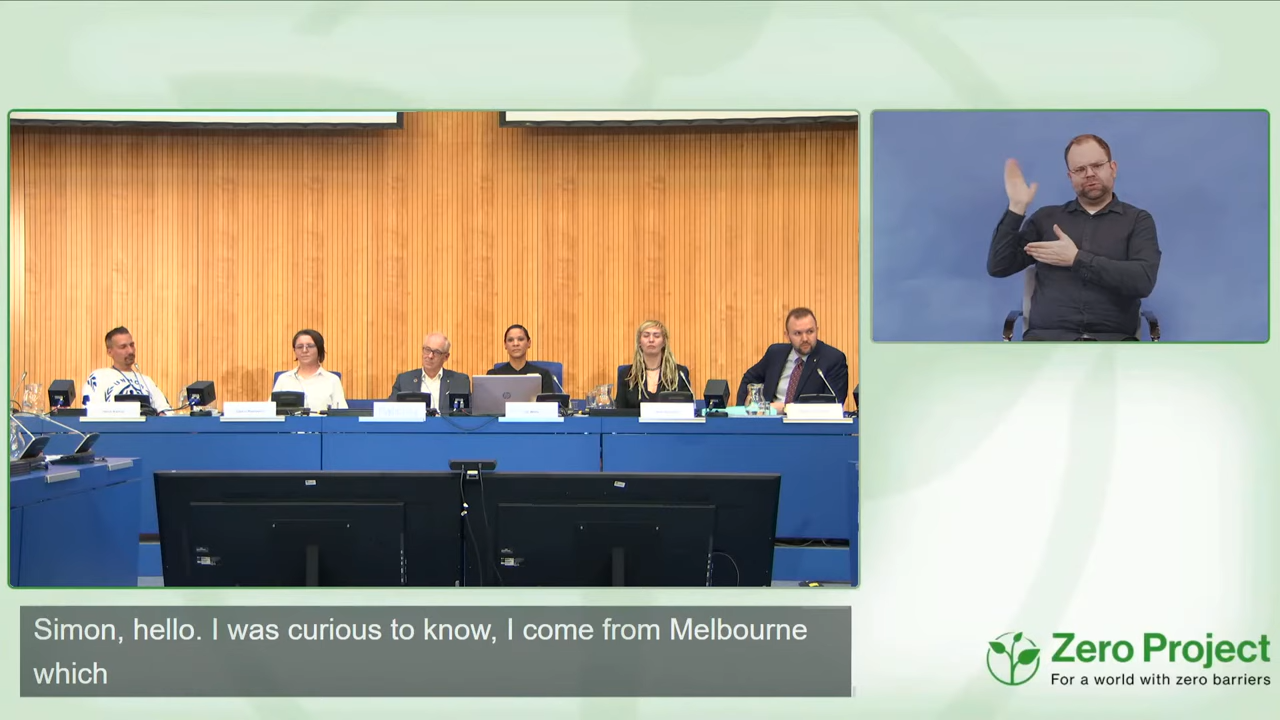 Simon, hello. I was curious to know, I come from Melbourne
which
Zero Project
For a world with zero barriers